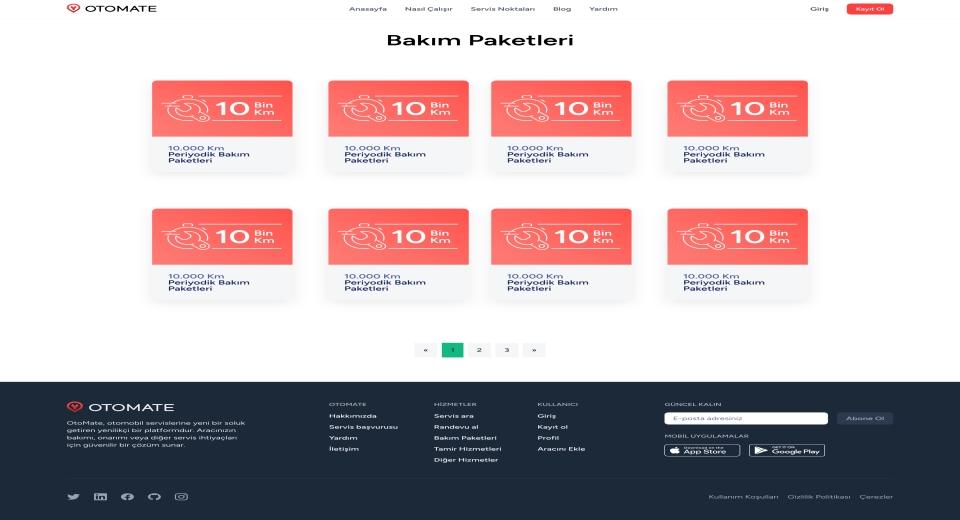 OTOMATE
Anasayfa Nasıl Çalışır Servis Noktaları Blog Yardım
Giriş Kayıt Ol
Bakım Paketleri
10 Bin Km
10.000 Km
Periyodik Bakım
Paketleri
10 Bin Km
10.000 Km
Periyodik Bakım
Paketleri
10 Bin Km
10.000 Km
Periyodik Bakım
Paketleri
10 Bin Km
10.000 Km
Periyodik Bakım
Paketleri
10 Bin Km
10.000 Km
Periyodik Bakım
Paketleri
10 Bin Km
10.000 Km
Periyodik Bakım
Paketleri
10 Bin Km
10.000 Km
Periyodik Bakım
Paketleri
10 Bin Km
10.000 Km
Periyodik Bakım
Paketleri
« 1 2 3 »
OTOMATE
OtoMate, otomobil servislerine yeni bir soluk
getiren yenilikçi bir platformdur. Aracınızın
bakımı, onarımı veya diğer servis ihtiyaçları
için güvenilir bir çözüm sunar.
OTOMATE
Hakkımızda
Servis başvurusu
Yardım
İletişim
HİZMETLER
Servis ara
Randevu al
Bakım Paketleri
Tamir Hizmetleri
Diğer Hizmetler
KULLANICI
Giriş
Kayıt ol
Profil
Aracını Ekle
GÜNCEL KALIN
E-posta adresiniz Abone Ol
MOBİL UYGULAMALAR
Download on the
App Store
GET IT ON
Google Play
Kullanım Koşulları Gizlilik Politikası Çerezler